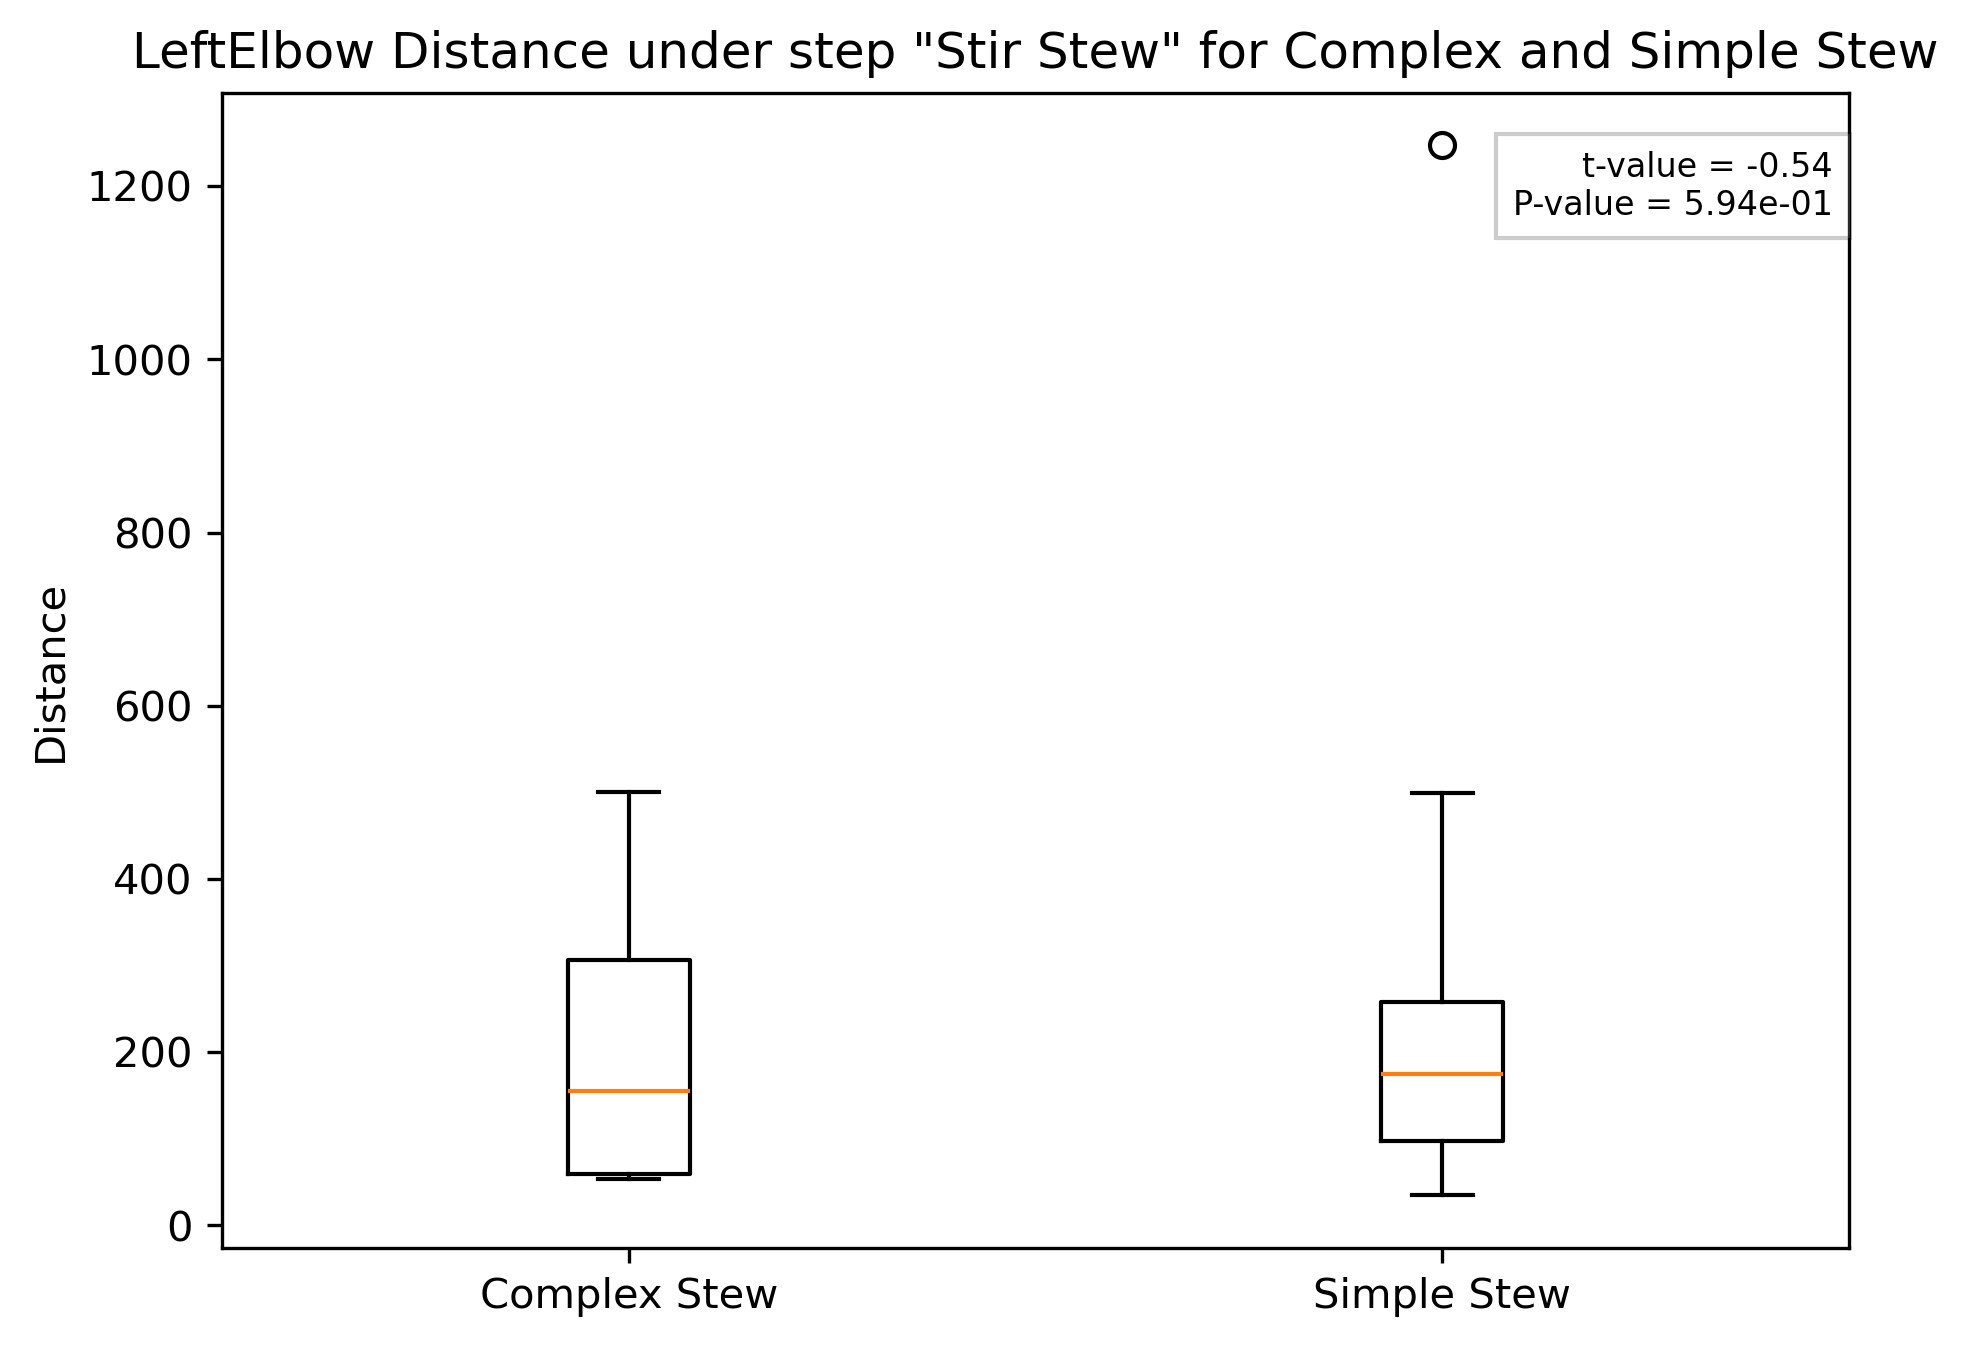 LeftElbow Distance under step "Stir Stew" for Complex and Simple Stew
t-value = -0.54
P-value = 5.94e-01
1200
1000
800
600
400
200
0
Distance
Complex Stew
Simple Stew